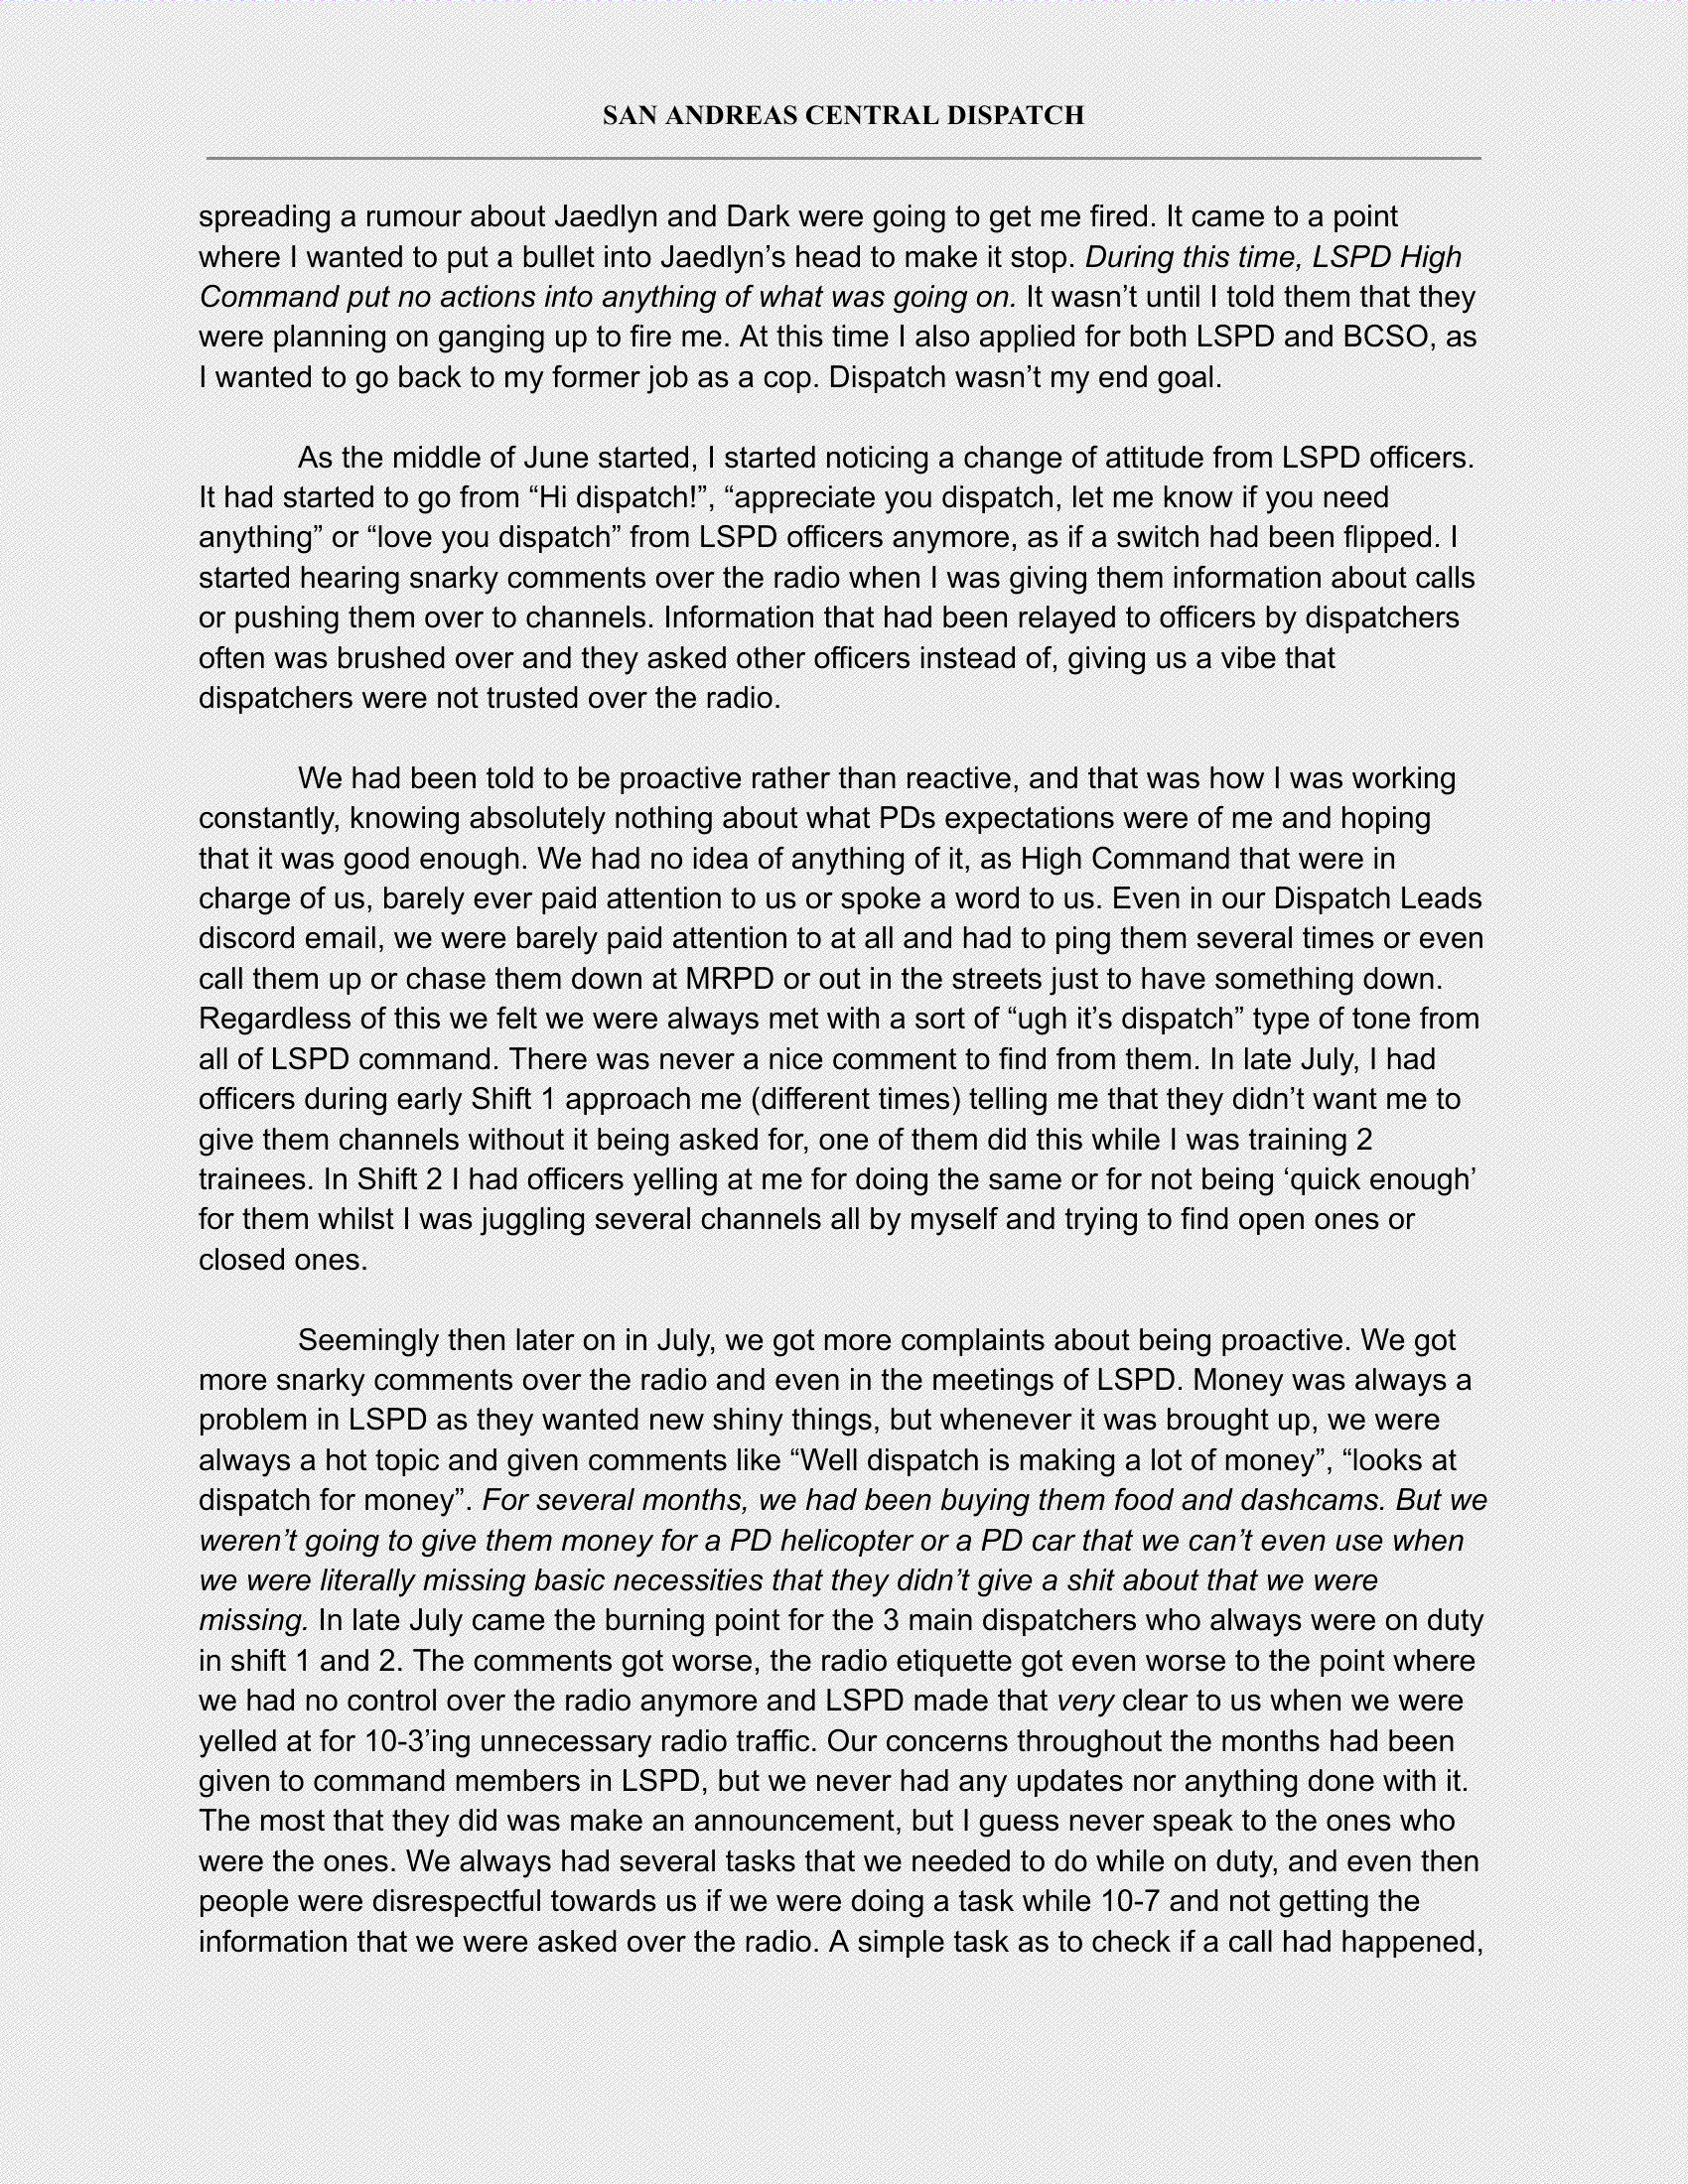 SAN ANDREAS CENTRAL DISPATCH
spreading a rumour about Jaedlyn and Dark were going to get me fired. It came to a point
where I wanted to put a bullet into Jaedlyn’s head to make it stop. During this time, LSPD High
Command put no actions into anything of what was going on. It wasn’t until I told them that they
were planning on ganging up to fire me. At this time I also applied for both LSPD and BCSO, as
I wanted to go back to my former job as a cop. Dispatch wasn’t my end goal.
As the middle of June started, I started noticing a change of attitude from LSPD officers.
It had started to go from “Hi dispatch!”, “appreciate you dispatch, let me know if you need
anything” or “love you dispatch” from LSPD officers anymore, as if a switch had been flipped. I
started hearing snarky comments over the radio when I was giving them information about calls
or pushing them over to channels. Information that had been relayed to officers by dispatchers
often was brushed over and they asked other officers instead of, giving us a vibe that
dispatchers were not trusted over the radio.
We had been told to be proactive rather than reactive, and that was how I was working
constantly, knowing absolutely nothing about what PDs expectations were of me and hoping
that it was good enough. We had no idea of anything of it, as High Command that were in
charge of us, barely ever paid attention to us or spoke a word to us. Even in our Dispatch Leads
discord email, we were barely paid attention to at all and had to ping them several times or even
call them up or chase them down at MRPD or out in the streets just to have something down.
Regardless of this we felt we were always met with a sort of “ugh it’s dispatch” type of tone from
all of LSPD command. There was never a nice comment to find from them. In late July, I had
officers during early Shift 1 approach me (different times) telling me that they didn’t want me to
give them channels without it being asked for, one of them did this while I was training 2
trainees. In Shift 2 I had officers yelling at me for doing the same or for not being ‘quick enough’
for them whilst I was juggling several channels all by myself and trying to find open ones or
closed ones.
Seemingly then later on in July, we got more complaints about being proactive. We got
more snarky comments over the radio and even in the meetings of LSPD. Money was always a
problem in LSPD as they wanted new shiny things, but whenever it was brought up, we were
always a hot topic and given comments like “Well dispatch is making a lot of money”, “looks at
dispatch for money”. For several months, we had been buying them food and dashcams. But we
weren’t going to give them money for a PD helicopter or a PD car that we can’t even use when
we were literally missing basic necessities that they didn’t give a shit about that we were
missing. In late July came the burning point for the 3 main dispatchers who always were on duty
in shift 1 and 2. The comments got worse, the radio etiquette got even worse to the point where
we had no control over the radio anymore and LSPD made that very clear to us when we were
yelled at for 10-3’ing unnecessary radio traffic. Our concerns throughout the months had been
given to command members in LSPD, but we never had any updates nor anything done with it.
The most that they did was make an announcement, but I guess never speak to the ones who
were the ones. We always had several tasks that we needed to do while on duty, and even then
people were disrespectful towards us if we were doing a task while 10-7 and not getting the
information that we were asked over the radio. A simple task as to check if a call had happened,